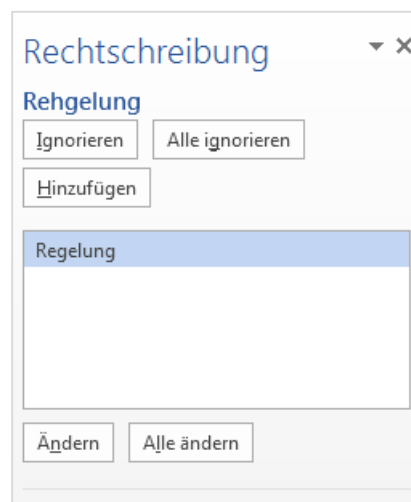 Rechtschreibung
Rehgelung
Ignorieren Alle ignorieren
Hinzufügen
Regelung
Ändern Alle ändern